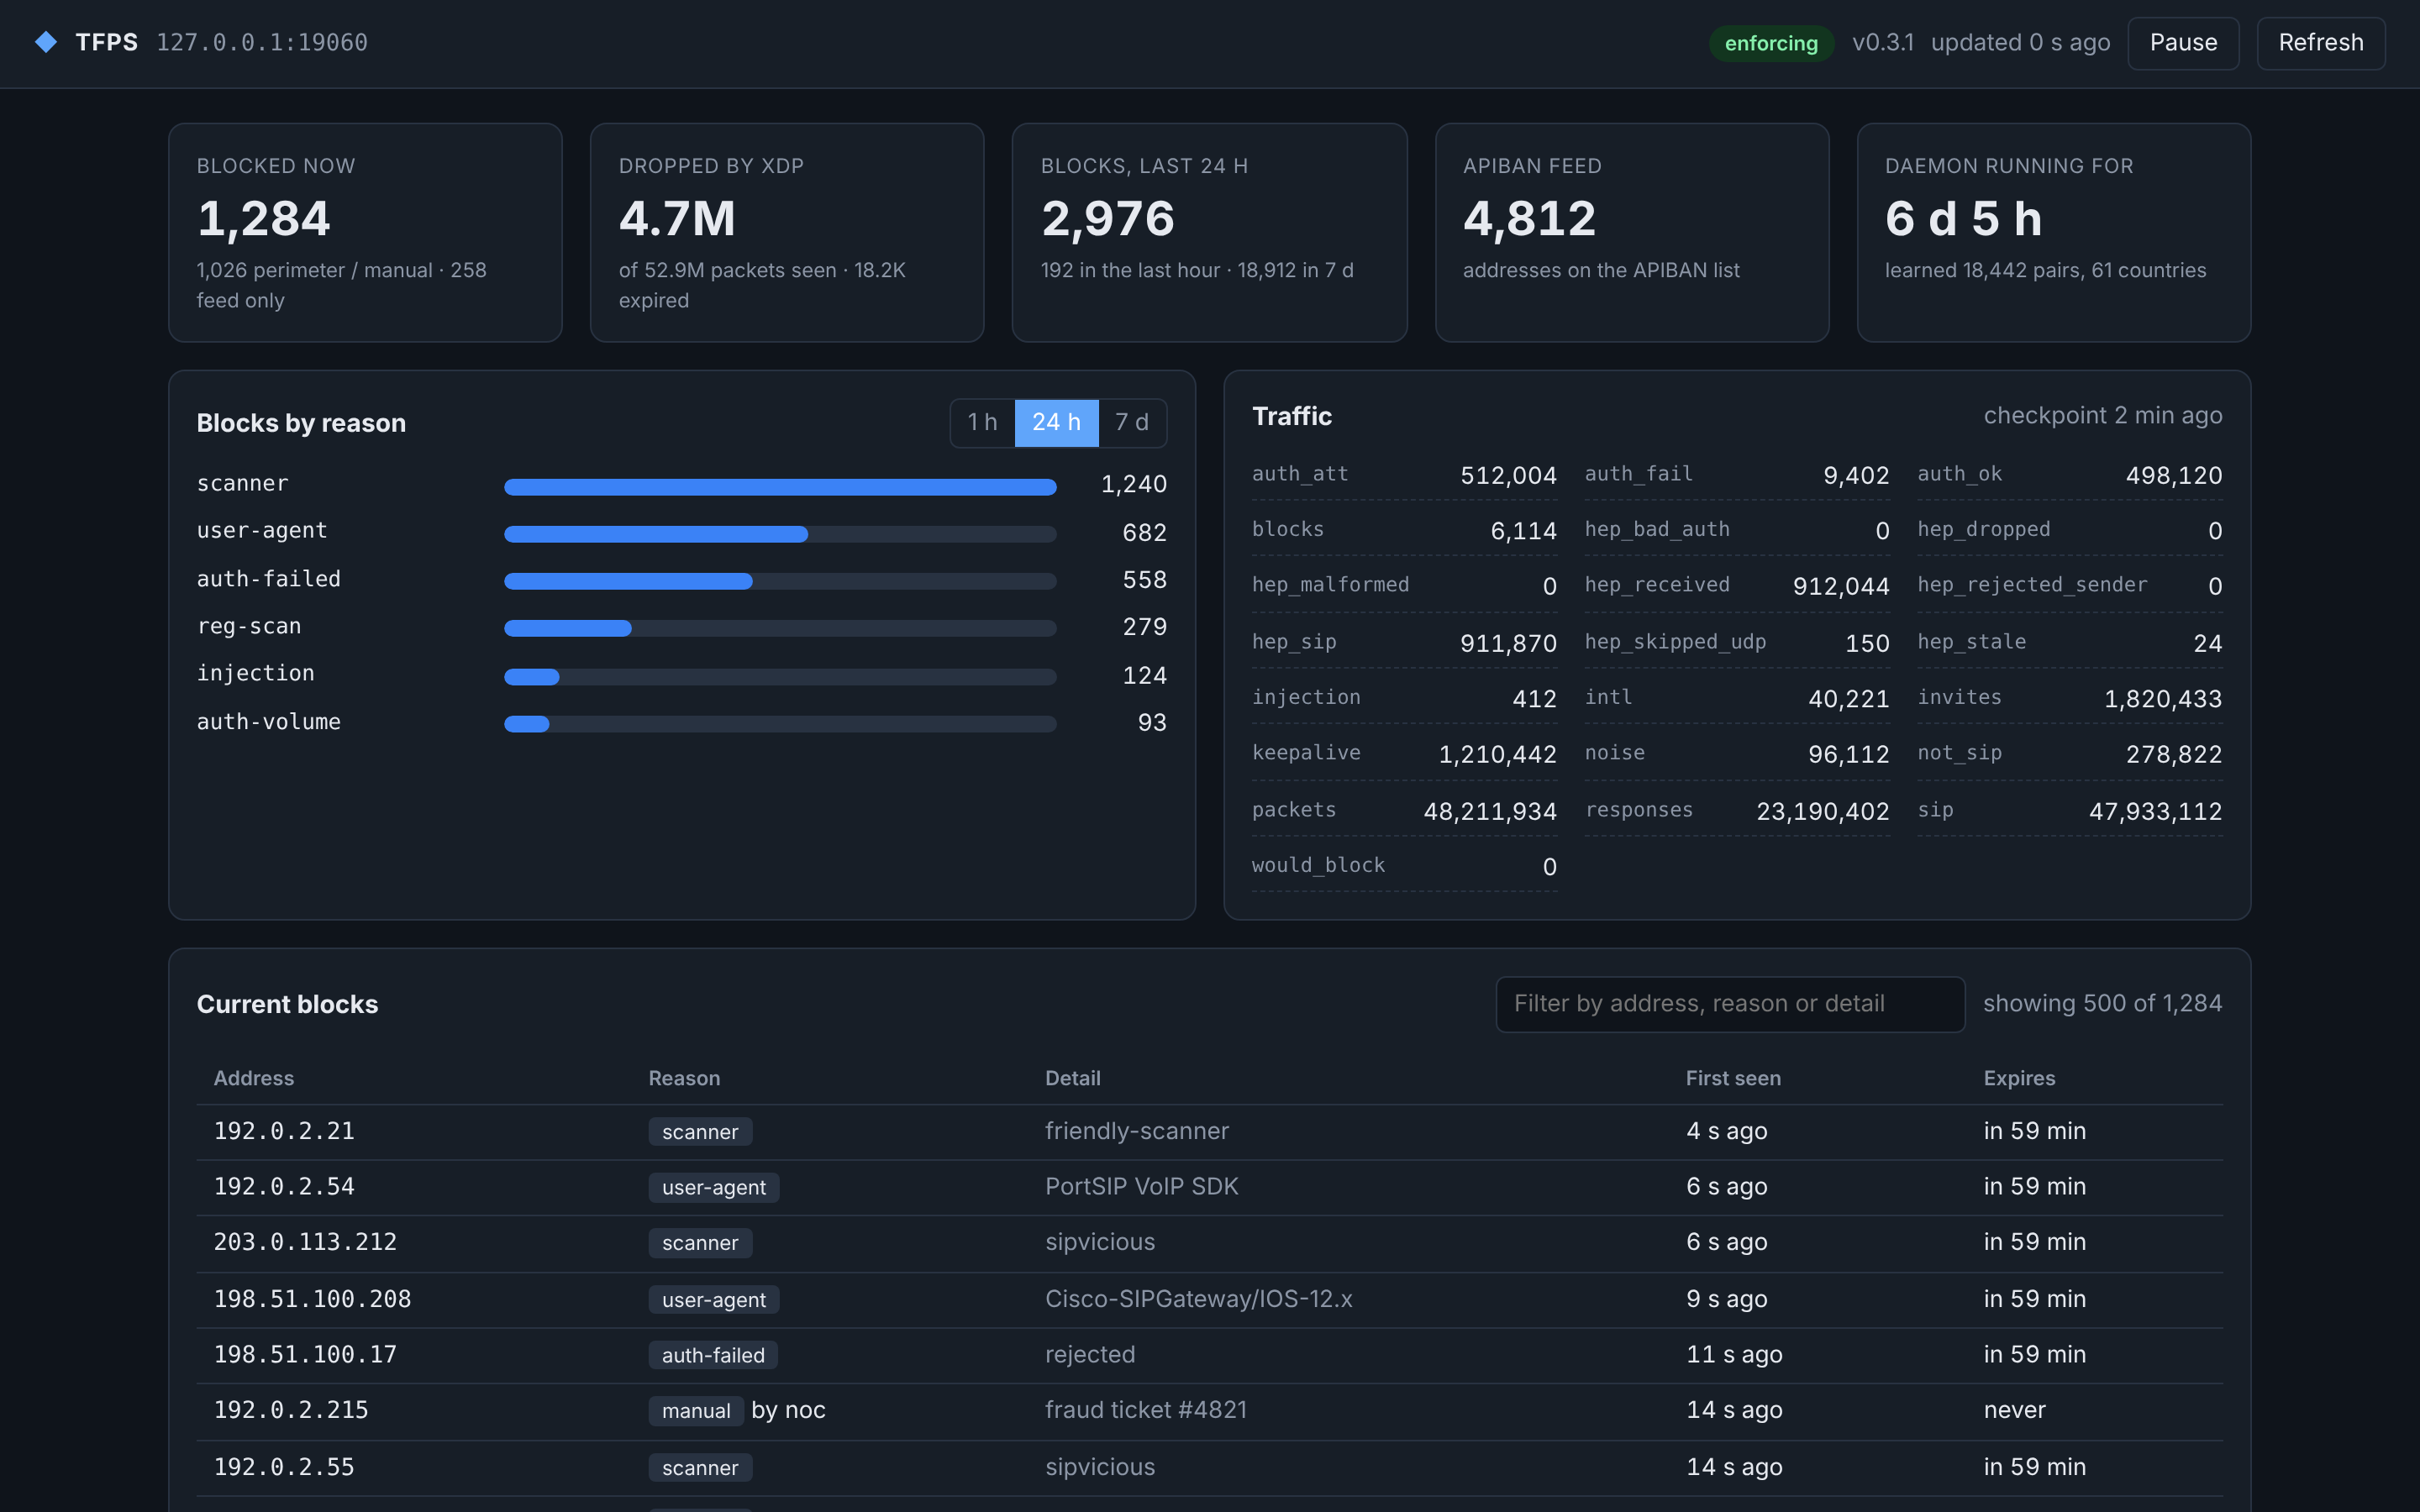 TFPS 127.0.0.1:19060
enforcing v0.3.1 updated 0 s ago Pause Refresh
BLOCKED NOW
1,284
1,026 perimeter / manual · 258
feed only
DROPPED BY XDP
4.7M
of 52.9M packets seen · 18.2K
expired
BLOCKS, LAST 24 H
2,976
192 in the last hour · 18,912 in 7 d
APIBAN FEED
4,812
addresses on the APIBAN list
DAEMON RUNNING FOR
6 d 5 h
learned 18,442 pairs, 61 countries
Blocks by reason 1 h 24 h 7 d
scanner 1,240
user-agent 682
auth-failed 558
reg-scan 279
injection 124
auth-volume 93
Traffic checkpoint 2 min ago
auth_att 512,004 auth_fail 9,402 auth_ok 498,120
blocks 6,114 hep_bad_auth 0 hep_dropped 0
hep_malformed 0 hep_received 912,044 hep_rejected_sender 0
hep_sip 911,870 hep_skipped_udp 150 hep_stale 24
injection 412 intl 40,221 invites 1,820,433
keepalive 1,210,442 noise 96,112 not_sip 278,822
packets 48,211,934 responses 23,190,402 sip 47,933,112
would_block 0
Current blocks Filter by address, reason or detail showing 500 of 1,284
Address Reason Detail First seen Expires
192.0.2.21 scanner friendly-scanner 4 s ago in 59 min
192.0.2.54 user-agent PortSIP VoIP SDK 6 s ago in 59 min
203.0.113.212 scanner sipvicious 6 s ago in 59 min
198.51.100.208 user-agent Cisco-SIPGateway/IOS-12.x 9 s ago in 59 min
198.51.100.17 auth-failed rejected 11 s ago in 59 min
192.0.2.215 manual by noc fraud ticket #4821 14 s ago never
192.0.2.55 scanner sipvicious 14 s ago in 59 min